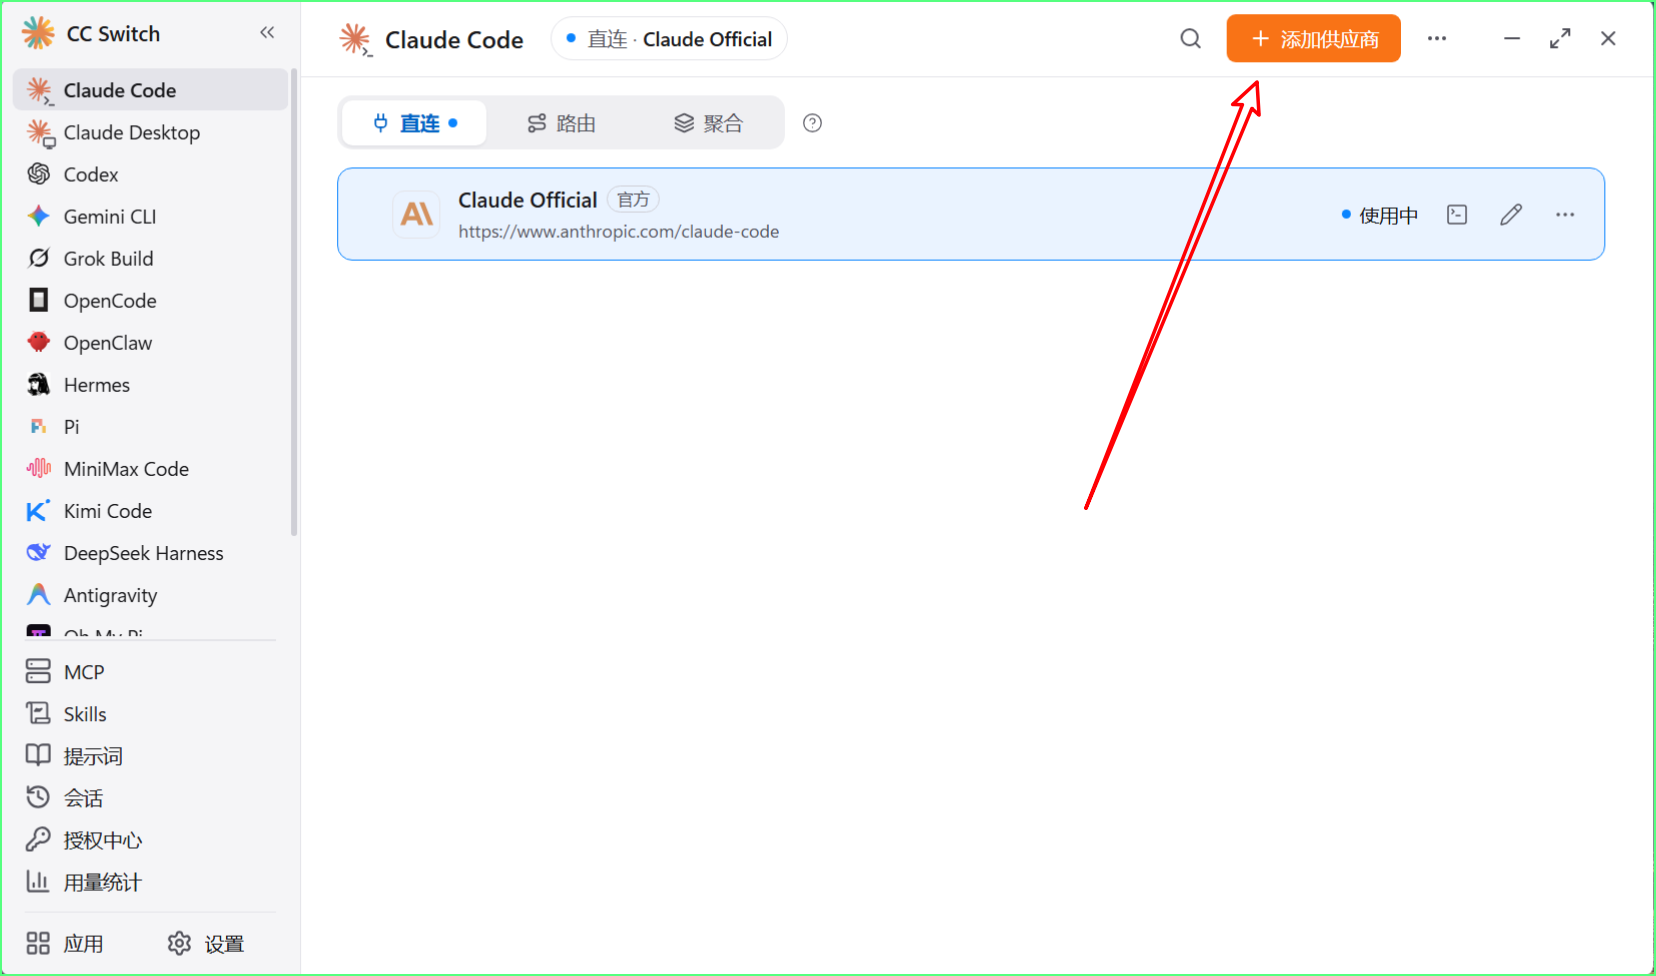 CC Switch
Claude Code
Claude Desktop
Codex
Gemini CLI
Grok Build
OpenCode
OpenClaw
Hermes
Pi
MiniMax Code
Kimi Code
DeepSeek Harness
Antigravity
Oh My Pi
MCP
Skills
提示词
会话
授权中心
用量统计
应用
设置
Claude Code
直连 · Claude Official
添加供应商
直连
路由
聚合
Claude Official 官方
https://www.anthropic.com/claude-code
使用中